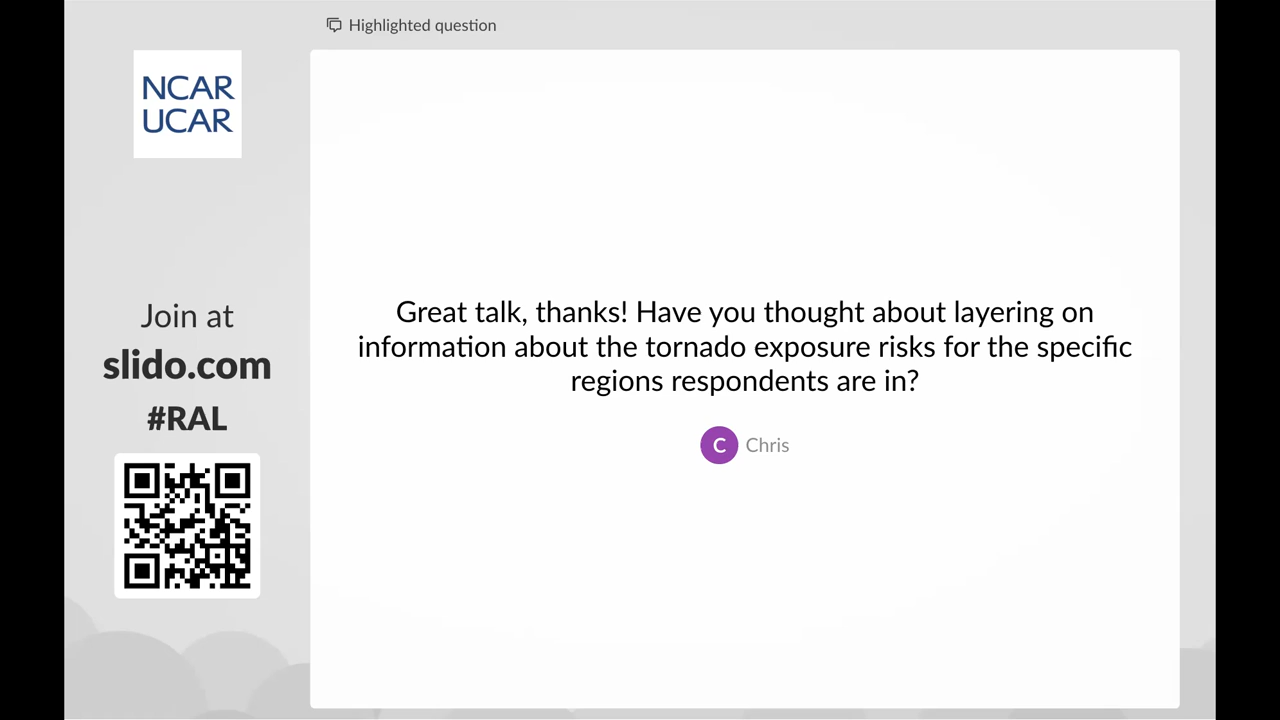 Highlighted question
NCAR
UCAR
Join at
slido.com
#RAL
Great talk, thanks! Have you thought about layering on
information about the tornado exposure risks for the specific
regions respondents are in?
C Chris